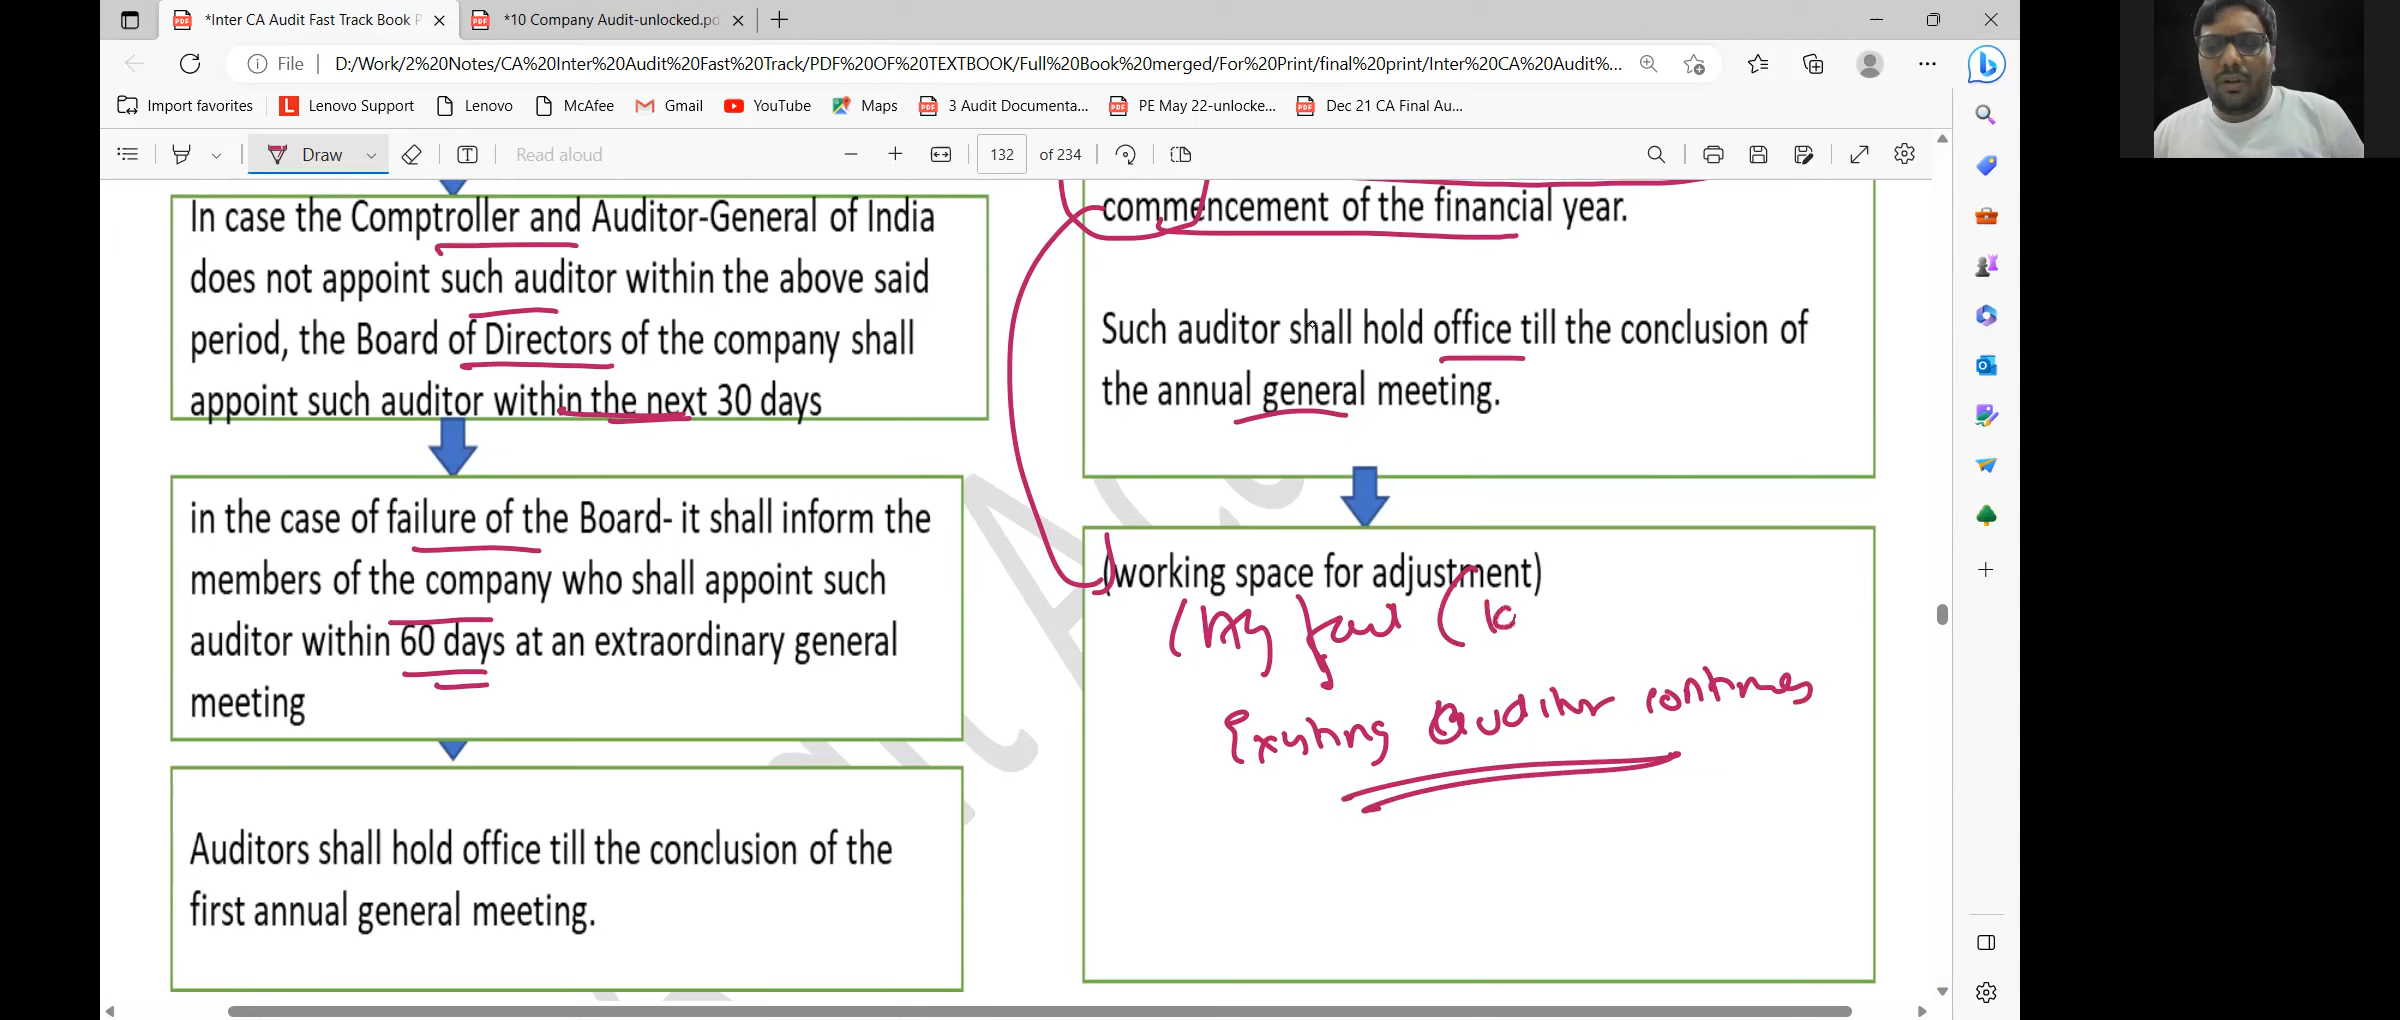 *Inter CA Audit Fast Track Book P
*10 Company Audit-unlocked.pd
File
D:/Work/2%20Notes/CA%20Inter%20Audit%20Fast%20Track/PDF%20OF%20TEXTBOOK/Full%20Book%20merged/For%20Print/final%20print/Inter%20CA%20Audit%...
Import favorites
Lenovo Support
Lenovo
McAfee
Gmail
YouTube
Maps
3 Audit Documenta...
PE May 22-unlocke...
Dec 21 CA Final Au...
Draw
Read aloud
132 of 234
In case the Comptroller and Auditor-General of India
does not appoint such auditor within the above said
period, the Board of Directors of the company shall
appoint such auditor within the next 30 days
in the case of failure of the Board- it shall inform the
members of the company who shall appoint such
auditor within 60 days at an extraordinary general
meeting
Auditors shall hold office till the conclusion of the
first annual general meeting.
commencement of the financial year.
Such auditor shall hold office till the conclusion of
the annual general meeting.
(working space for adjustment)
Existing Auditor continues